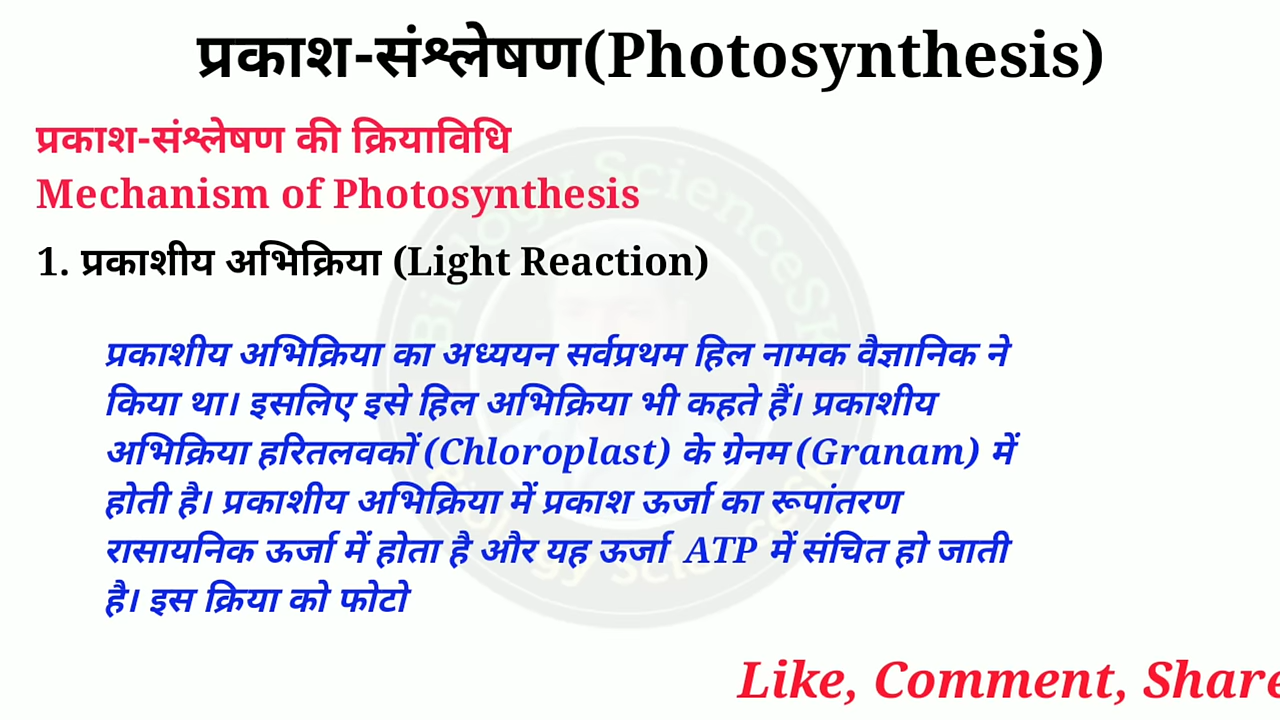 प्रकाश-संश्लेषण(Photosynthesis)
प्रकाश-संश्लेषण की क्रियाविधि
Mechanism of Photosynthesis
1. प्रकाशीय अभिक्रिया (Light Reaction)
प्रकाशीय अभिक्रिया का अध्ययन सर्वप्रथम हिल नामक वैज्ञानिक ने
किया था। इसलिए इसे हिल अभिक्रिया भी कहते हैं। प्रकाशीय
अभिक्रिया हरितलवकों (Chloroplast) के ग्रेनम (Granam) में
होती है। प्रकाशीय अभिक्रिया में प्रकाश ऊर्जा का रूपांतरण
रासायनिक ऊर्जा में होता है और यह ऊर्जा ATP में संचित हो जाती
है। इस क्रिया को फोटो
Like, Comment, Share